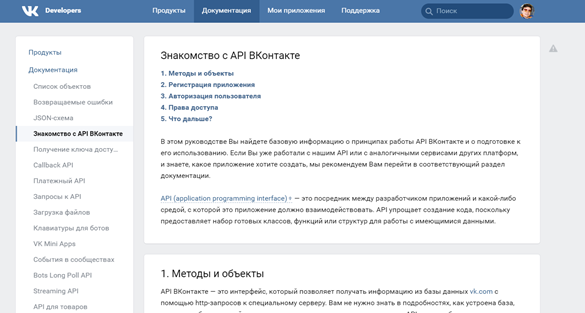 VK Developers Продукты Документация Мои приложения Поддержка Поиск
Продукты
Документация
Список объектов
Возвращаемые ошибки
JSON-схема
Знакомство с API ВКонтакте
Получение ключа досту...
Callback API
Платежный API
Запросы к API
Загрузка файлов
Клавиатуры для ботов
VK Mini Apps
События в сообществах
Bots Long Poll API
Streaming API
API для товаров
Знакомство с API ВКонтакте
1. Методы и объекты
2. Регистрация приложения
3. Авторизация пользователя
4. Права доступа
5. Что дальше?
В этом руководстве Вы найдете базовую информацию о принципах работы API ВКонтакте и о подготовке к
его использованию. Если Вы уже работали с нашим API или с аналогичными сервисами других платформ,
и знаете, какое приложение хотите создать, мы рекомендуем Вам перейти в соответствующий раздел
документации.
API (application programming interface) — это посредник между разработчиком приложений и какой-либо
средой, с которой это приложение должно взаимодействовать. API упрощает создание кода, поскольку
предоставляет набор готовых классов, функций или структур для работы с имеющимися данными.
1. Методы и объекты
API ВКонтакте — это интерфейс, который позволяет получать информацию из базы данных vk.com с
помощью http-запросов к специальному серверу. Вам не нужно знать в подробностях, как устроена база,